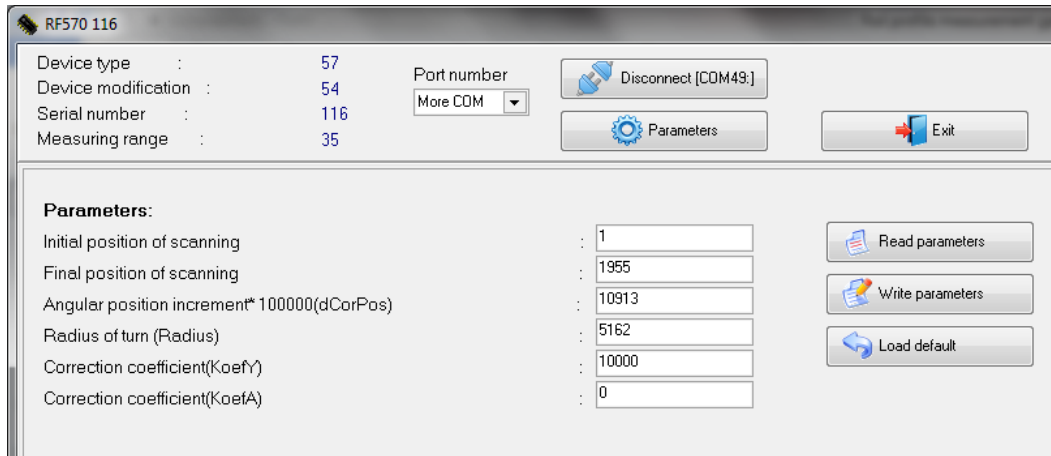 RF570 116
Device type : 57
Device modification : 54
Serial number : 116
Measuring range : 35
Port number
More COM
Disconnect [COM49:]
Parameters
Exit
Parameters:
Initial position of scanning : 1
Final position of scanning : 1955
Angular position increment* 100000(dCorPos) : 10913
Radius of turn (Radius) : 5162
Correction coefficient(KoefY) : 10000
Correction coefficient(KoefA) : 0
Read parameters
Write parameters
Load default